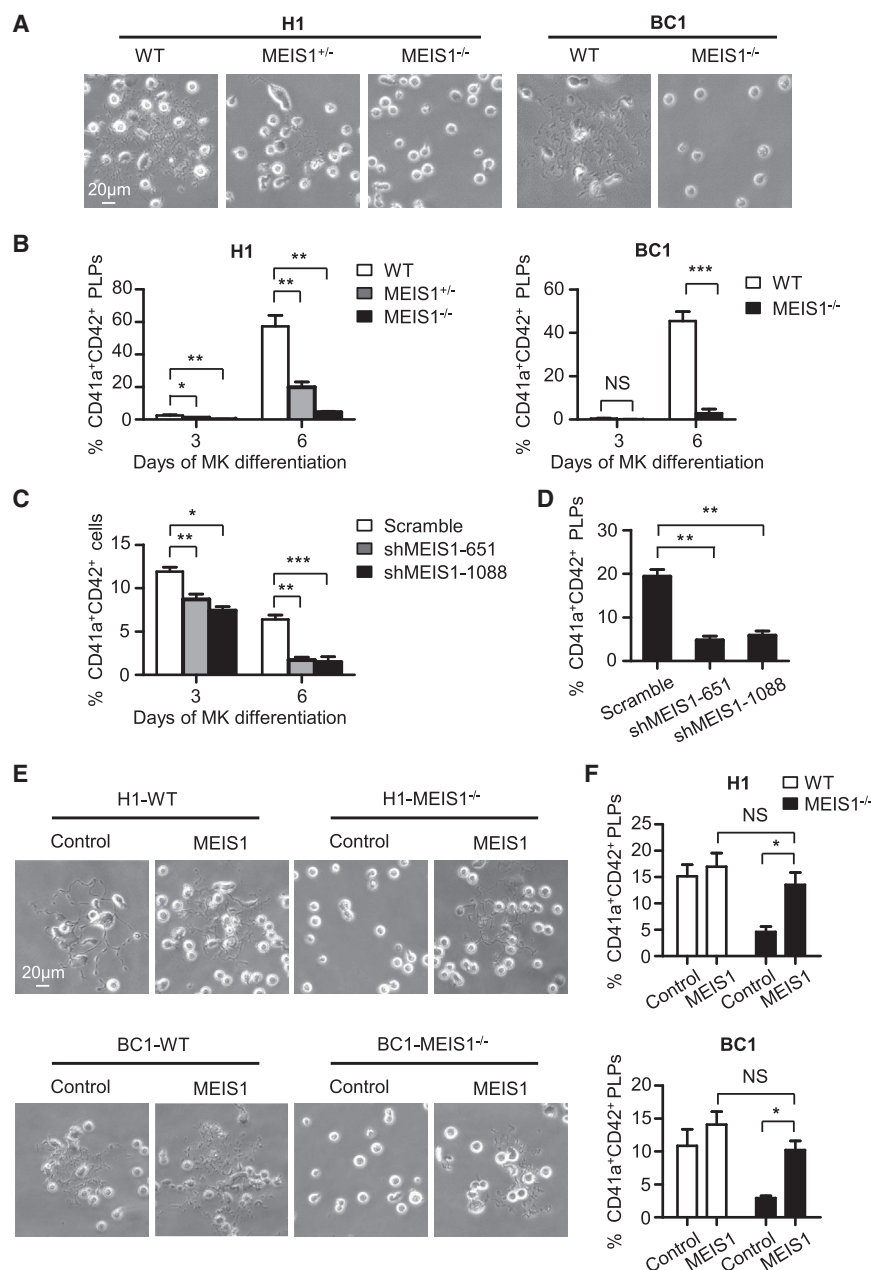 A
H1
BC1
WT
MEIS1+/-
MEIS1-/-
WT
MEIS1-/-
20μm
B
H1
% CD41a+CD42+ PLPs
80
60
40
20
0
**
*
**
**
3
6
Days of MK differentiation
WT
MEIS1+/-
MEIS1-/-
BC1
% CD41a+CD42+ PLPs
60
40
20
0
NS
***
3
6
Days of MK differentiation
WT
MEIS1-/-
C
% CD41a+CD42+ cells
15
10
5
0
*
**
***
**
3
6
Days of MK differentiation
Scramble
shMEIS1-651
shMEIS1-1088
D
% CD41a+CD42+ PLPs
30
20
10
0
**
**
Scramble
shMEIS1-651
shMEIS1-1088
E
H1-WT
H1-MEIS1-/-
Control
MEIS1
Control
MEIS1
20μm
BC1-WT
BC1-MEIS1-/-
Control
MEIS1
Control
MEIS1
F
H1
WT
MEIS1-/-
% CD41a+CD42+ PLPs
25
20
15
10
5
0
NS
*
Control
MEIS1
Control
MEIS1
BC1
% CD41a+CD42+ PLPs
20
15
10
5
0
NS
*
Control
MEIS1
Control
MEIS1